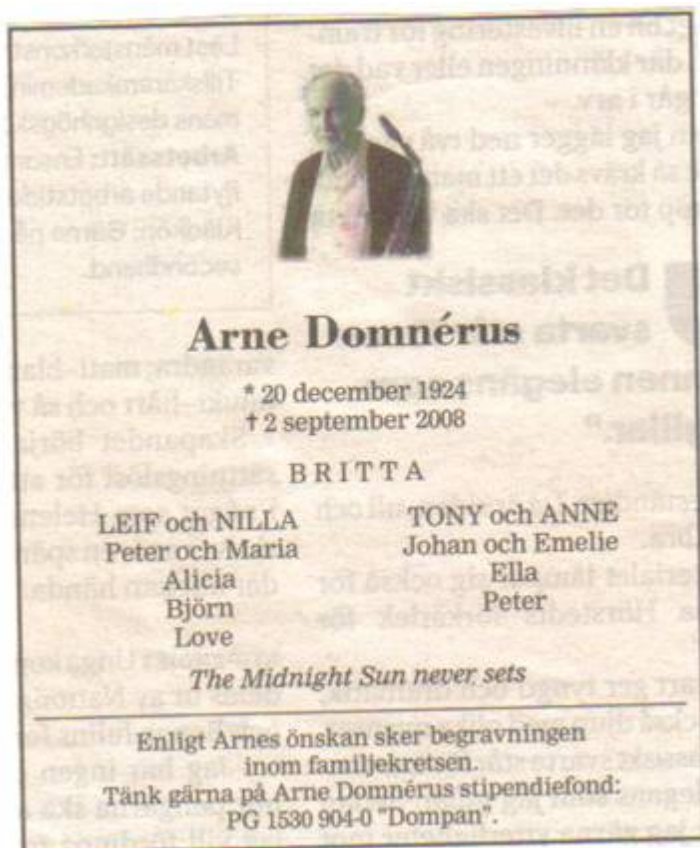 Arne Domnérus
* 20 december 1924
† 2 september 2008
BRITTA
LEIF och NILLA
Peter och Maria
Alicia
Björn
Love
TONY och ANNE
Johan och Emelie
Ella
Peter
The Midnight Sun never sets
Enligt Arnes önskan sker begravningen
inom familjekretsen.
Tänk gärna på Arne Domnérus stipendiefond:
PG 1530 904-0 "Dompan".